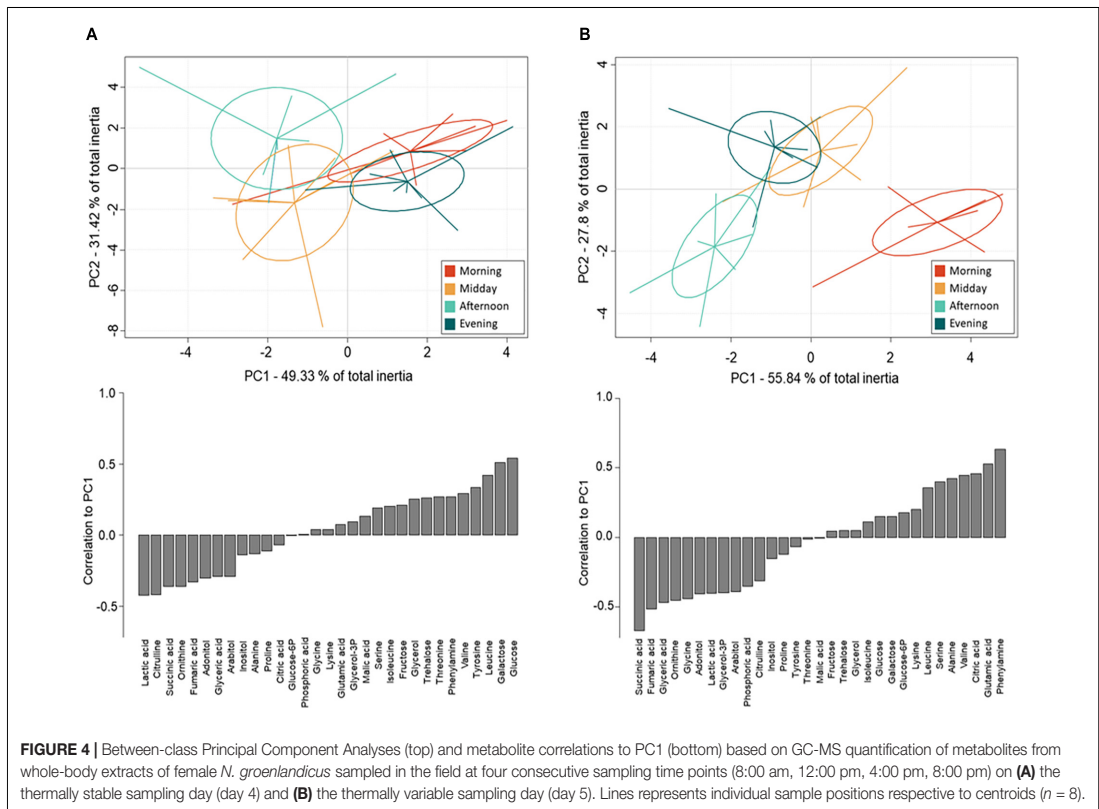 A
B
PC2 - 31.42 % of total inertia
4
2
0
-2
-4
-6
-8
-4
-2
0
2
4
PC1 - 49.33 % of total inertia
Morning
Midday
Afternoon
Evening
PC2 - 27.8 % of total inertia
4
2
0
-2
-4
-4
-2
0
2
4
PC1 - 55.84 % of total inertia
Morning
Midday
Afternoon
Evening
Correlation to PC1
1.0
0.5
0.0
-0.5
Lactic acid
Citrulline
Succinic acid
Ornithine
Fumaric acid
Adonitol
Glyceric acid
Arabitol
Inositol
Alanine
Proline
Citric acid
Glucose-6P
Phosphoric acid
Glycine
Lysine
Glutamic acid
Glycerol-3P
Malic acid
Serine
Isoleucine
Fructose
Glycerol
Trehalose
Threonine
Phenylamine
Valine
Tyrosine
Leucine
Galactose
Glucose
Correlation to PC1
1.0
0.5
0.0
-0.5
Succinic acid
Fumaric acid
Glyceric acid
Ornithine
Glycine
Adonitol
Lactic acid
Glycerol-3P
Arabitol
Phosphoric acid
Citrulline
Inositol
Proline
Tyrosine
Threonine
Malic acid
Fructose
Trehalose
Glycerol
Isoleucine
Glucose
Galactose
Glucose-6P
Lysine
Leucine
Serine
Alanine
Valine
Citric acid
Glutamic acid
Phenylamine
FIGURE 4 | Between-class Principal Component Analyses (top) and metabolite correlations to PC1 (bottom) based on GC-MS quantification of metabolites from
whole-body extracts of female N. groenlandicus sampled in the field at four consecutive sampling time points (8:00 am, 12:00 pm, 4:00 pm, 8:00 pm) on (A) the
thermally stable sampling day (day 4) and (B) the thermally variable sampling day (day 5). Lines represents individual sample positions respective to centroids (n = 8).